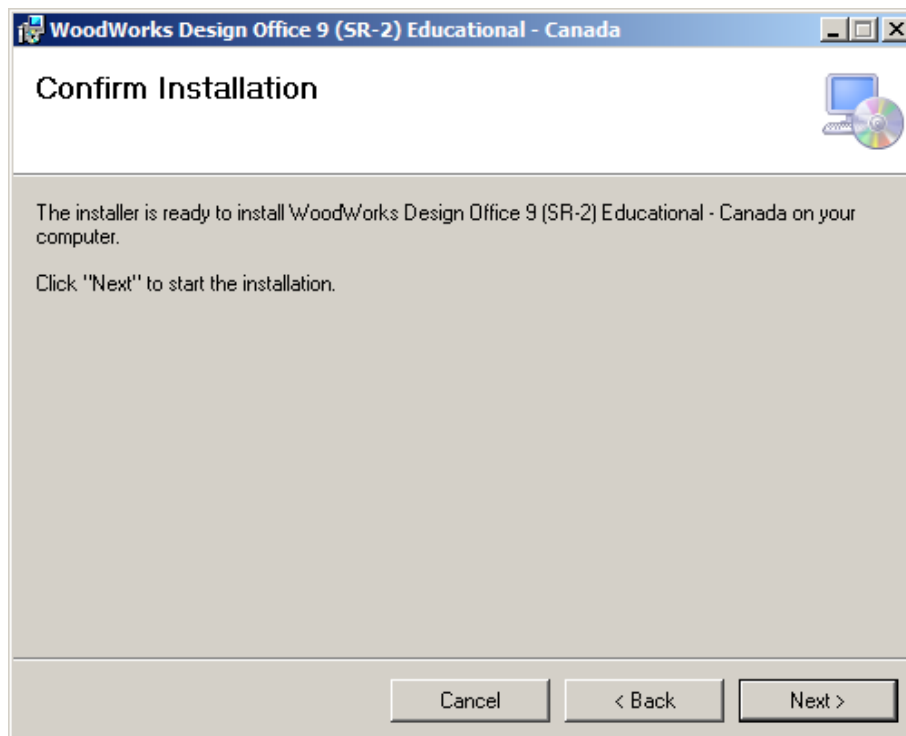 WoodWorks Design Office 9 (SR-2) Educational - Canada
Confirm Installation
The installer is ready to install WoodWorks Design Office 9 (SR-2) Educational - Canada on your
computer.
Click "Next" to start the installation.
Cancel
< Back
Next >